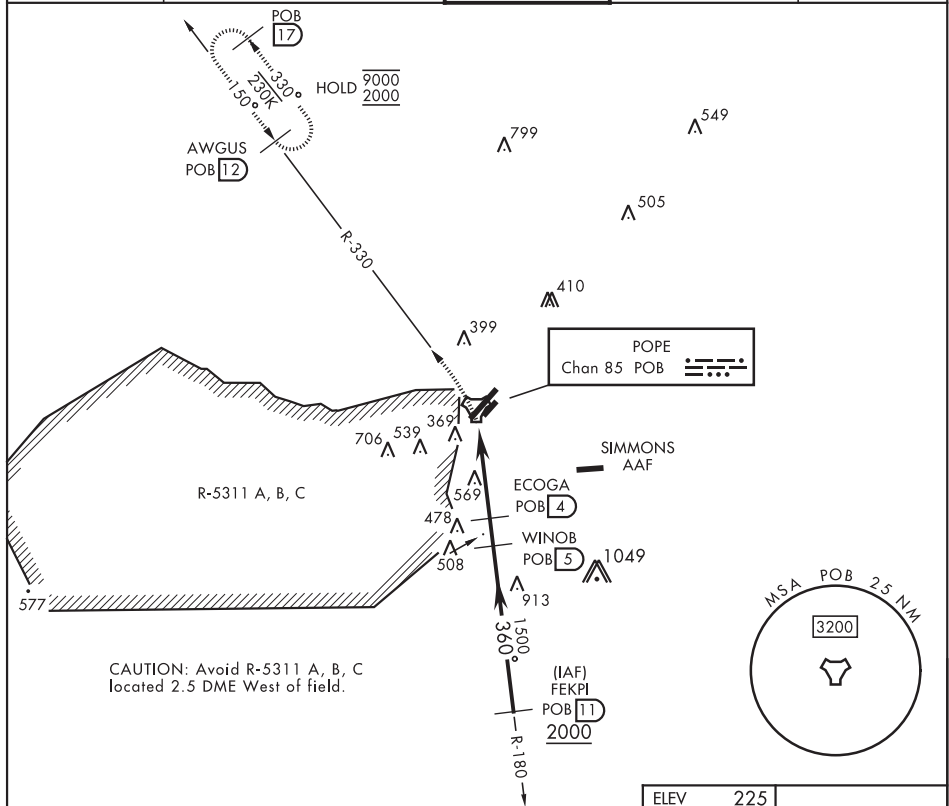 POB
17
HOLD 9000
2000
330°
230K
150°
AWGUS
POB 12
R-330
799
549
505
410
399
POPE
Chan 85 POB
SIMMONS
AAF
369
539
706
R-5311 A, B, C
569
ECOGA
POB 4
478
WINOB
POB 5
508
1049
913
577
1500
360°
CAUTION: Avoid R-5311 A, B, C
located 2.5 DME West of field.
(IAF)
FEKPI
POB 11
2000
R-180
MSA POB 25 NM
3200
ELEV 225